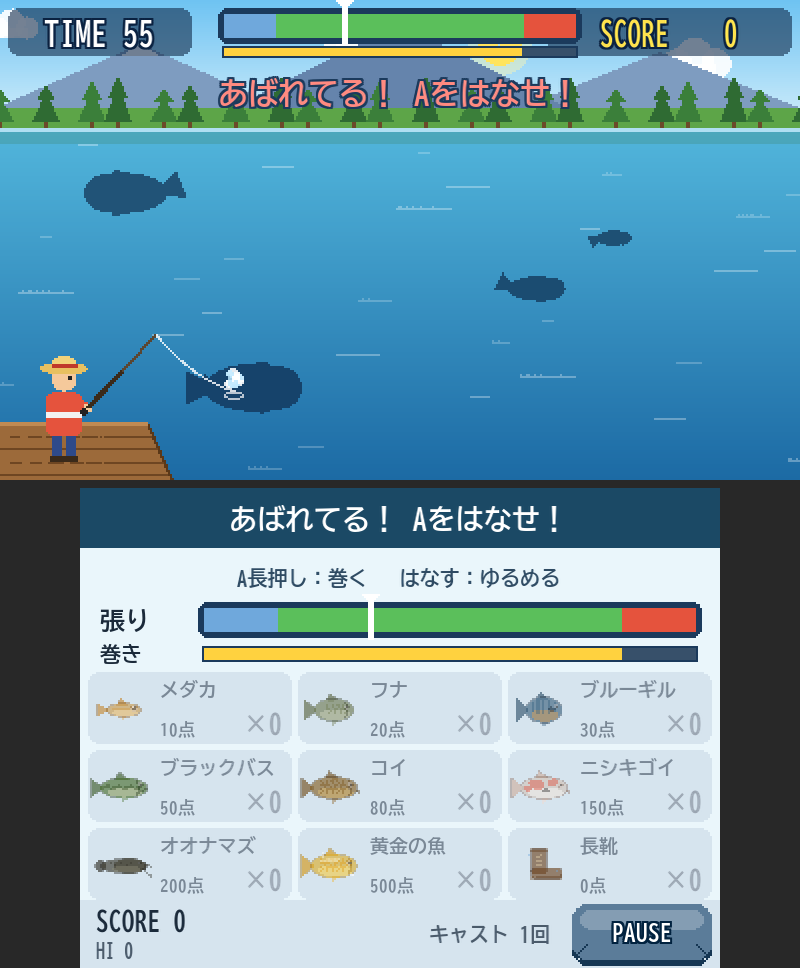 TIME 55
SCORE 0
あばれてる！ Aをはなせ！
あばれてる！ Aをはなせ！
A長押し：巻く はなす：ゆるめる
張り
巻き
メダカ
10点 ×0
フナ
20点 ×0
ブルーギル
30点 ×0
ブラックバス
50点 ×0
コイ
80点 ×0
ニシキゴイ
150点 ×0
オオナマズ
200点 ×0
黄金の魚
500点 ×0
長靴
0点 ×0
SCORE 0
HI 0
キャスト 1回
PAUSE